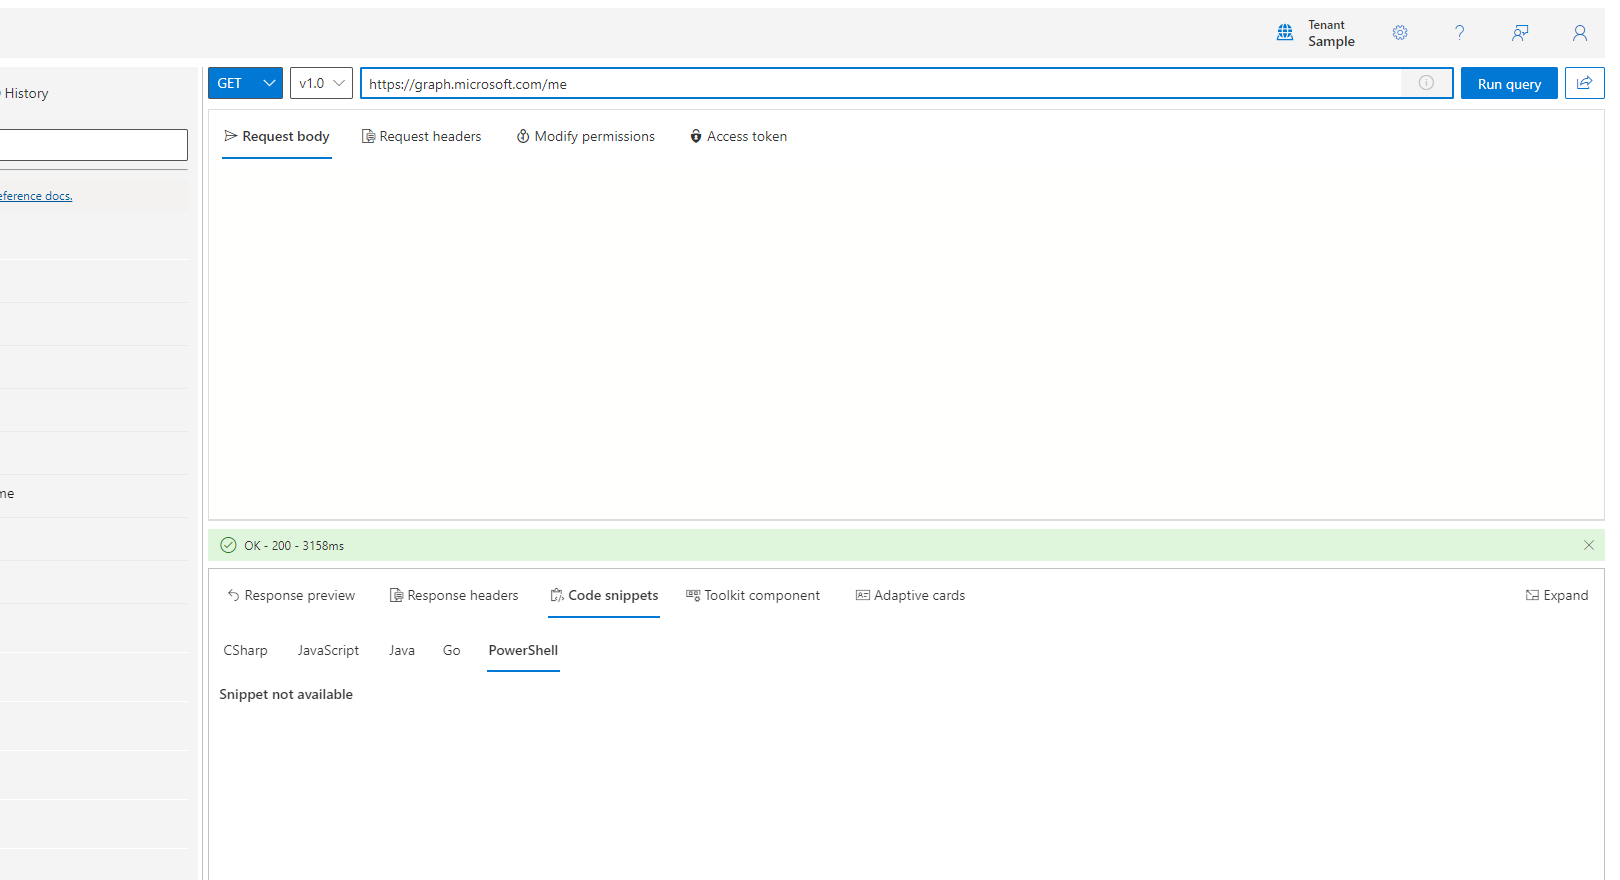 Tenant
Sample
History
GET
v1.0
https://graph.microsoft.com/me
Run query
Request body
Request headers
Modify permissions
Access token
eference docs.
me
OK - 200 - 3158ms
Response preview
Response headers
Code snippets
Toolkit component
Adaptive cards
Expand
CSharp
JavaScript
Java
Go
PowerShell
Snippet not available